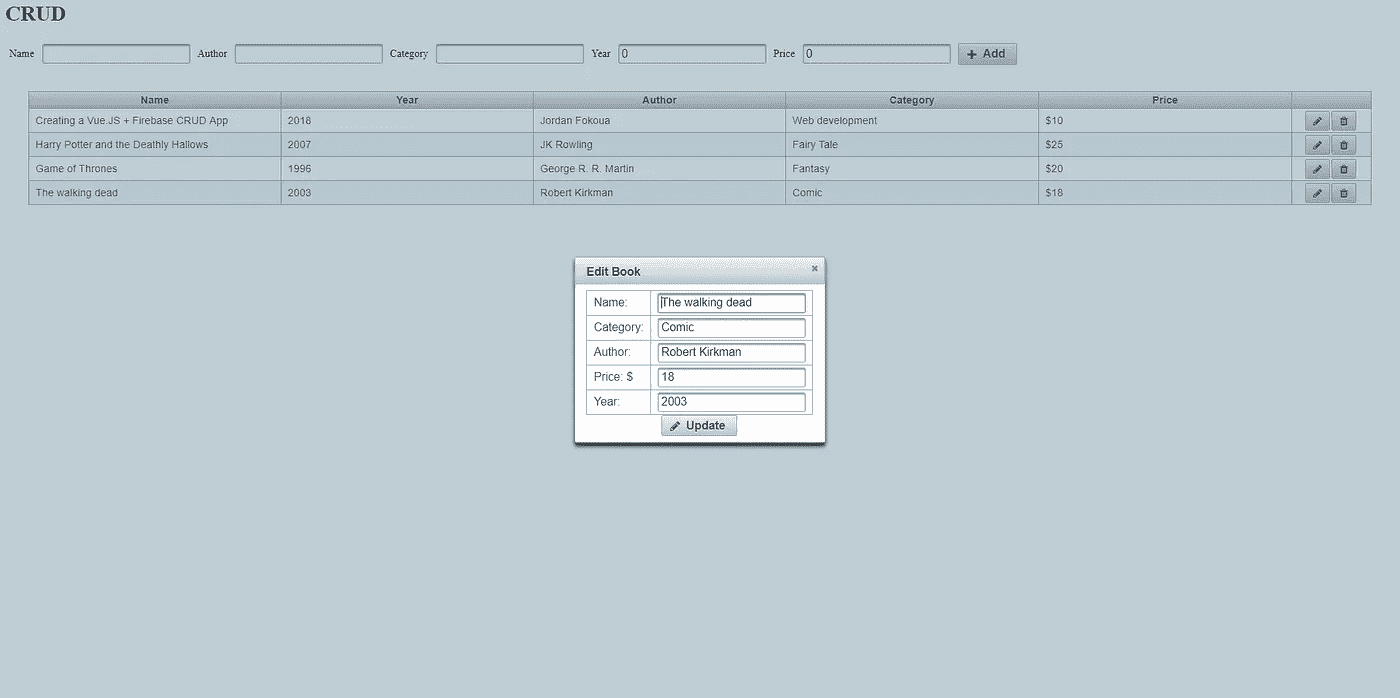 CRUD
Name Author Category Year 0 Price 0 Add
Name Year Author Category Price
Creating a Vue.JS + Firebase CRUD App 2018 Jordan Fokoua Web development $10
Harry Potter and the Deathly Hallows 2007 JK Rowling Fairy Tale $25
Game of Thrones 1996 George R. R. Martin Fantasy $20
The walking dead 2003 Robert Kirkman Comic $18
Edit Book
Name: The walking dead
Category: Comic
Author: Robert Kirkman
Price: $ 18
Year: 2003
Update